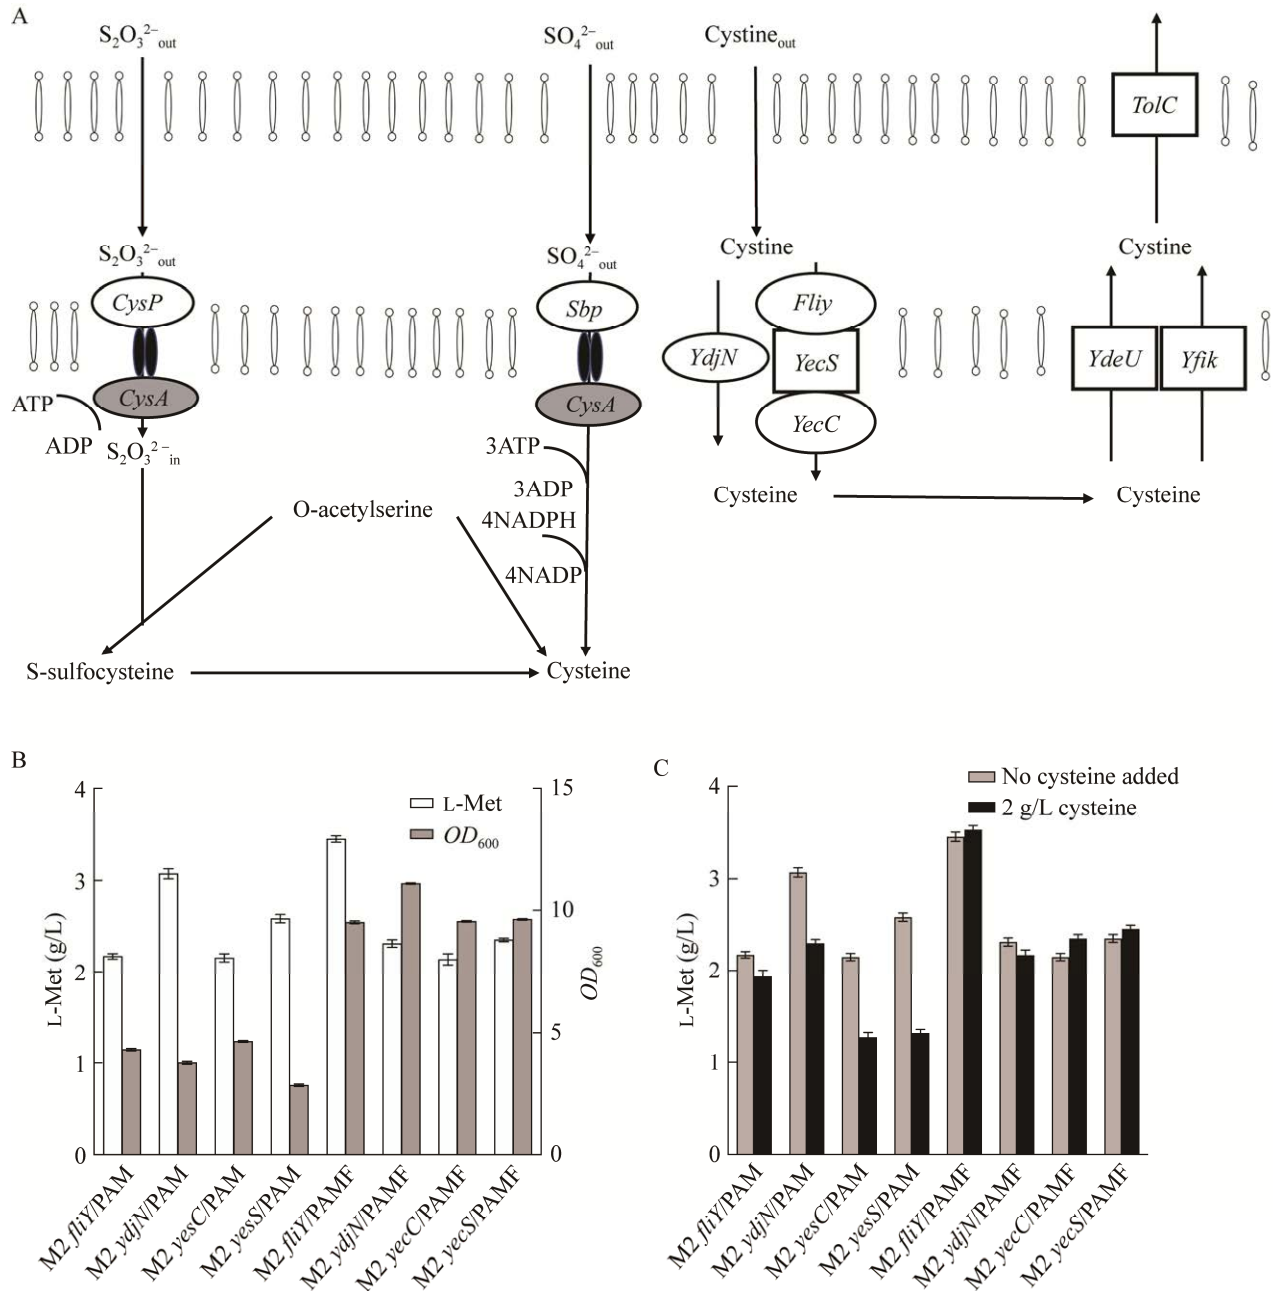 A
S₂O₃²⁻out SO₄²⁻out Cystineout
TolC
S₂O₃²⁻out SO₄²⁻out Cystine Cystine
CysP Sbp Fliy
YdjN YecS YdeU Yfik
CysA CysA YecC
ATP
ADP S₂O₃²⁻in
3ATP
3ADP
4NADPH
4NADP
Cysteine Cysteine
O-acetylserine
S-sulfocysteine Cysteine
B
4 15
L-Met
OD600
3
10
2
5
1
0 0
L-Met (g/L)
OD600
M2 fliY/PAM
M2 ydjN/PAM
M2 yesC/PAM
M2 yesS/PAM
M2 fliY/PAMF
M2 ydjN/PAMF
M2 yecC/PAMF
M2 yecS/PAMF
C
No cysteine added
2 g/L cysteine
4
3
2
1
0
L-Met (g/L)
M2 fliY/PAM
M2 ydjN/PAM
M2 yesC/PAM
M2 yesS/PAM
M2 fliY/PAMF
M2 ydjN/PAMF
M2 yecC/PAMF
M2 yecS/PAMF